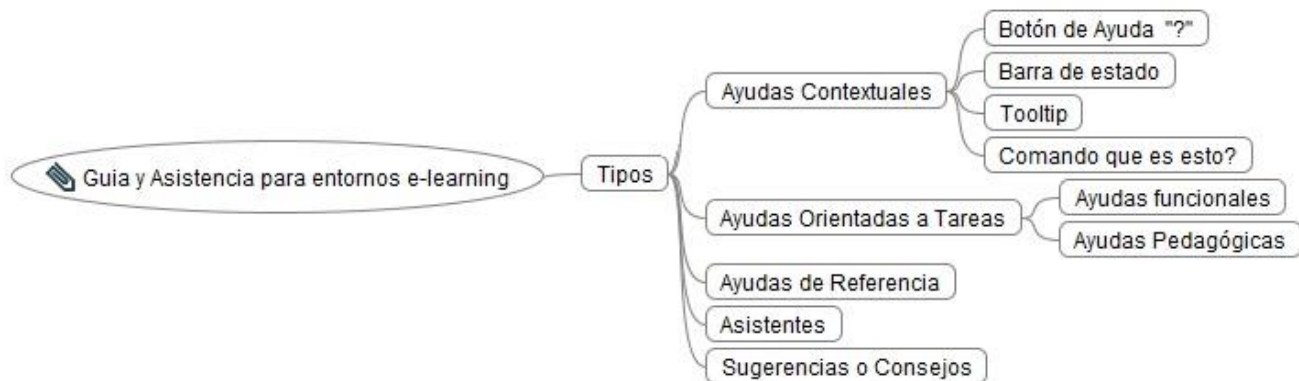 Guia y Asistencia para entornos e-learning
Tipos
Ayudas Contextuales
Botón de Ayuda "?"
Barra de estado
Tooltip
Comando que es esto?
Ayudas Orientadas a Tareas
Ayudas funcionales
Ayudas Pedagógicas
Ayudas de Referencia
Asistentes
Sugerencias o Consejos